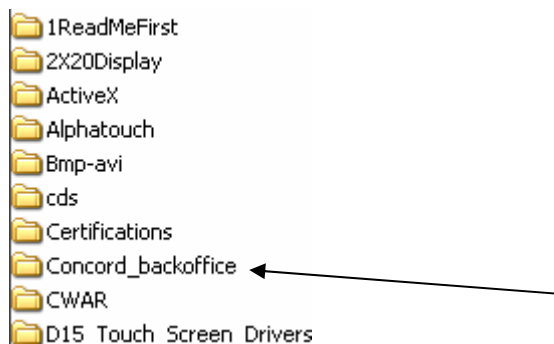 1ReadMeFirst
2X20Display
ActiveX
Alphatouch
Bmp-avi
cds
Certifications
Concord_backoffice
CWAR
D15 Touch Screen Drivers